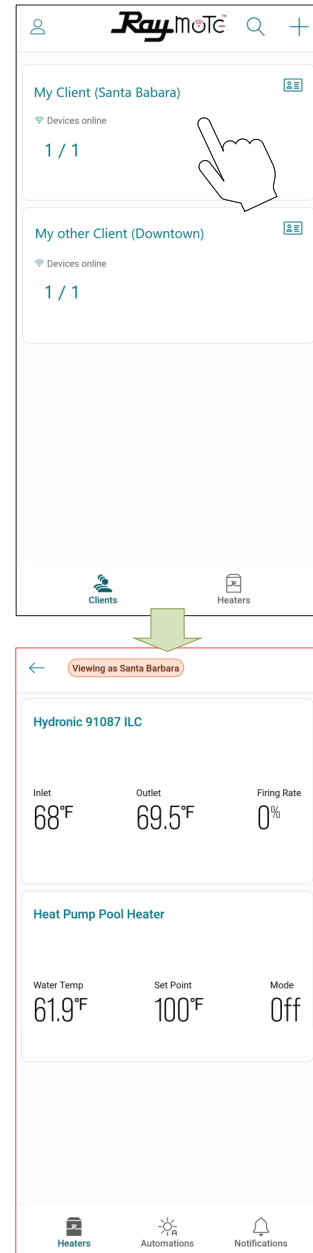 RayMOTE™
My Client (Santa Babara)
Devices online
1 / 1
My other Client (Downtown)
Devices online
1 / 1
Clients Heaters
Viewing as Santa Barbara
Hydronic 91087 ILC
Inlet Outlet Firing Rate
68°F 69.5°F 0%
Heat Pump Pool Heater
Water Temp Set Point Mode
61.9°F 100°F Off
Heaters Automations Notifications